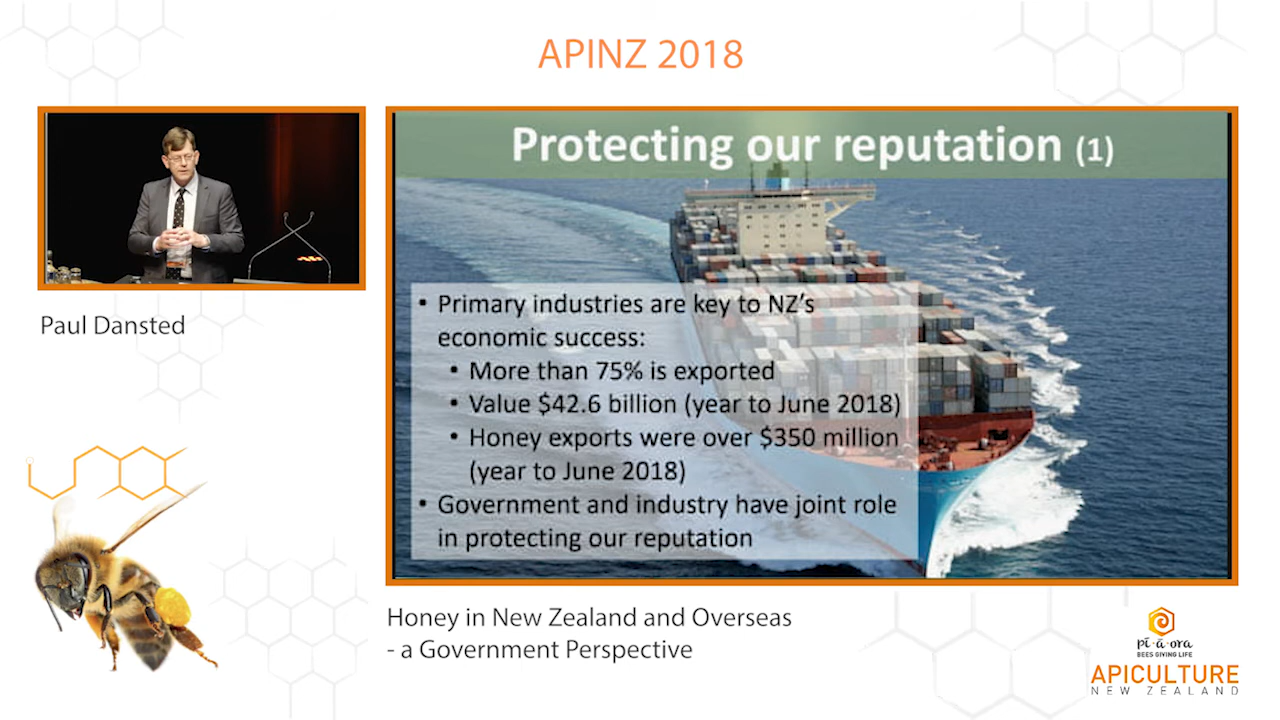 APINZ 2018
Paul Dansted
Protecting our reputation (1)
• Primary industries are key to NZ's
economic success:
• More than 75% is exported
• Value $42.6 billion (year to June 2018)
• Honey exports were over $350 million
(year to June 2018)
• Government and industry have joint role
in protecting our reputation
Honey in New Zealand and Overseas
- a Government Perspective
pī-ā-ora
BEES GIVING LIFE
APICULTURE
NEW ZEALAND